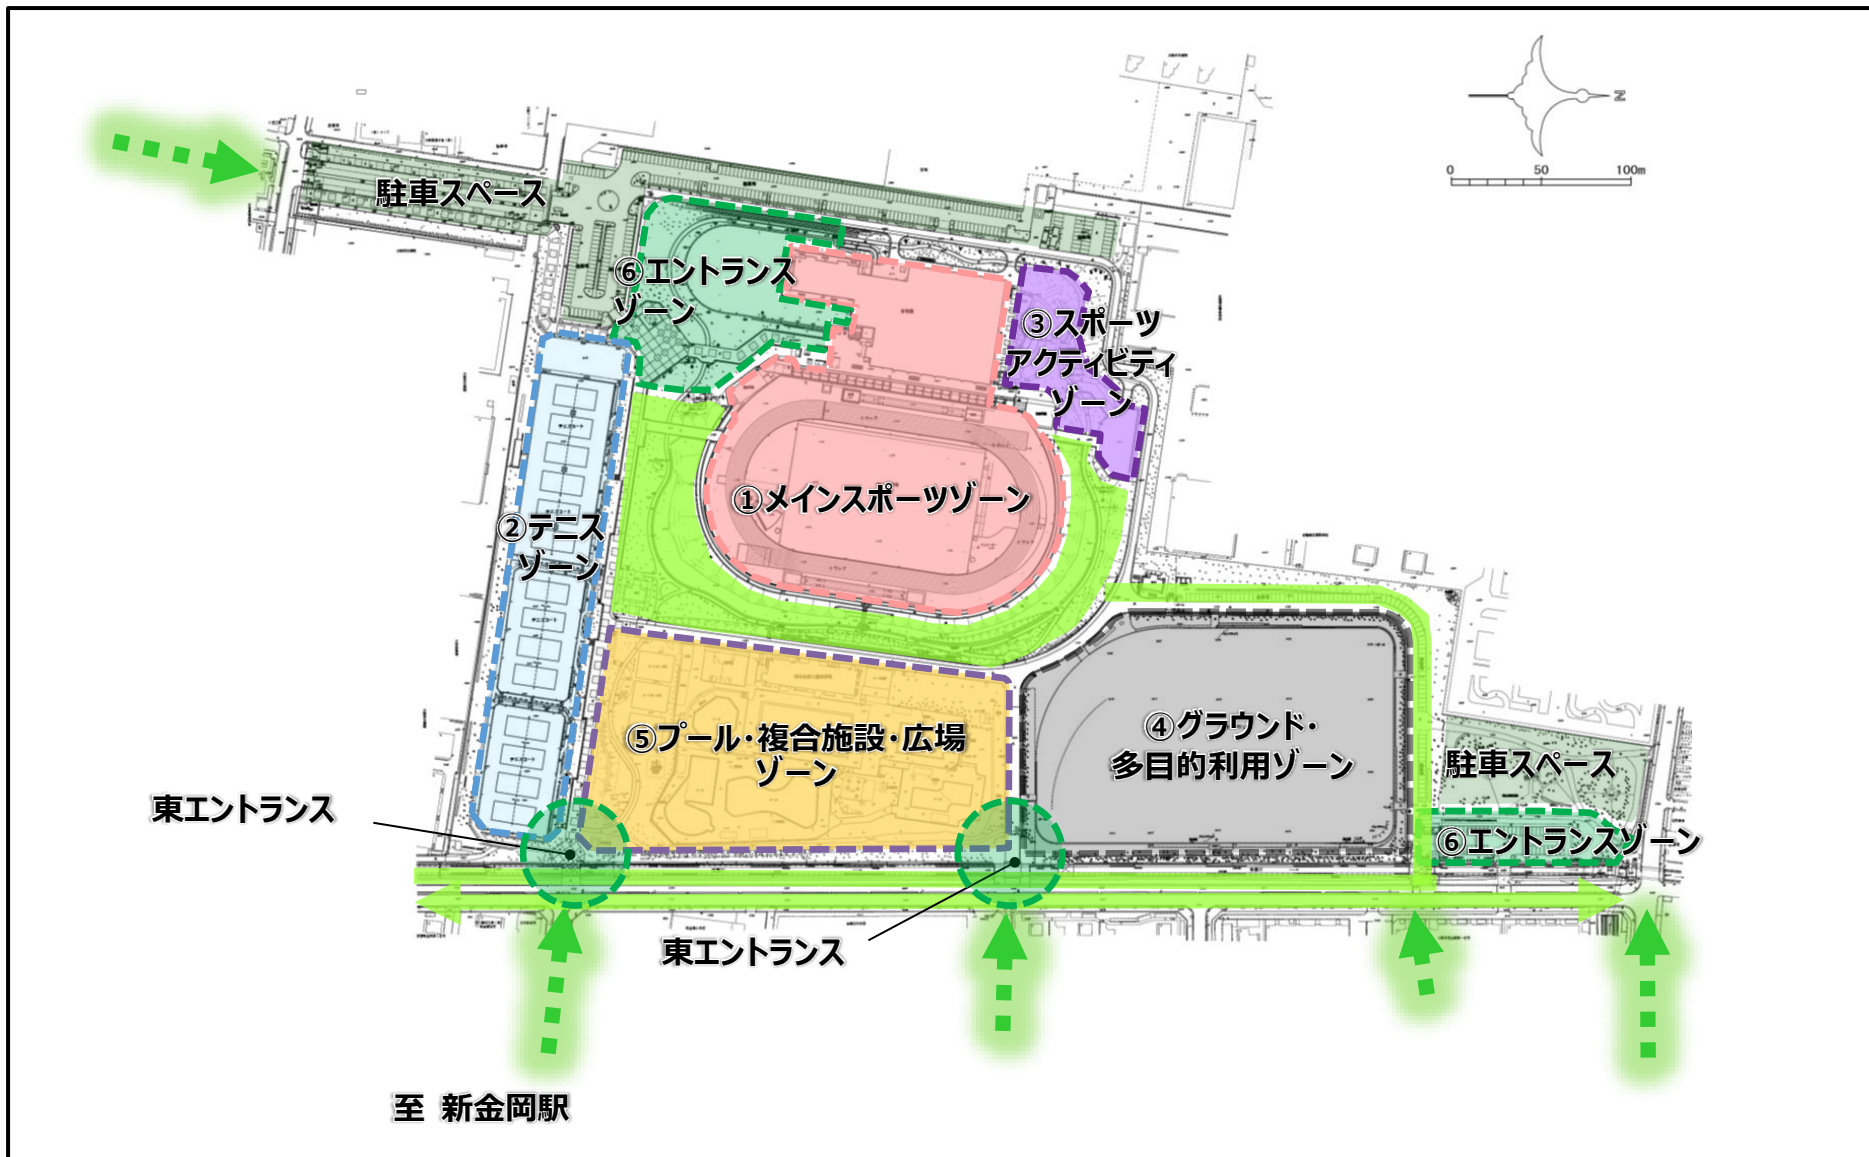 N
0 50 100m
駐車スペース
⑥エントランス
ゾーン
③スポーツ
アクティビティ
ゾーン
①メインスポーツゾーン
②テニス
ゾーン
⑤プール・複合施設・広場
ゾーン
④グラウンド・
多目的利用ゾーン
駐車スペース
⑥エントランスゾーン
東エントランス
東エントランス
至 新金岡駅